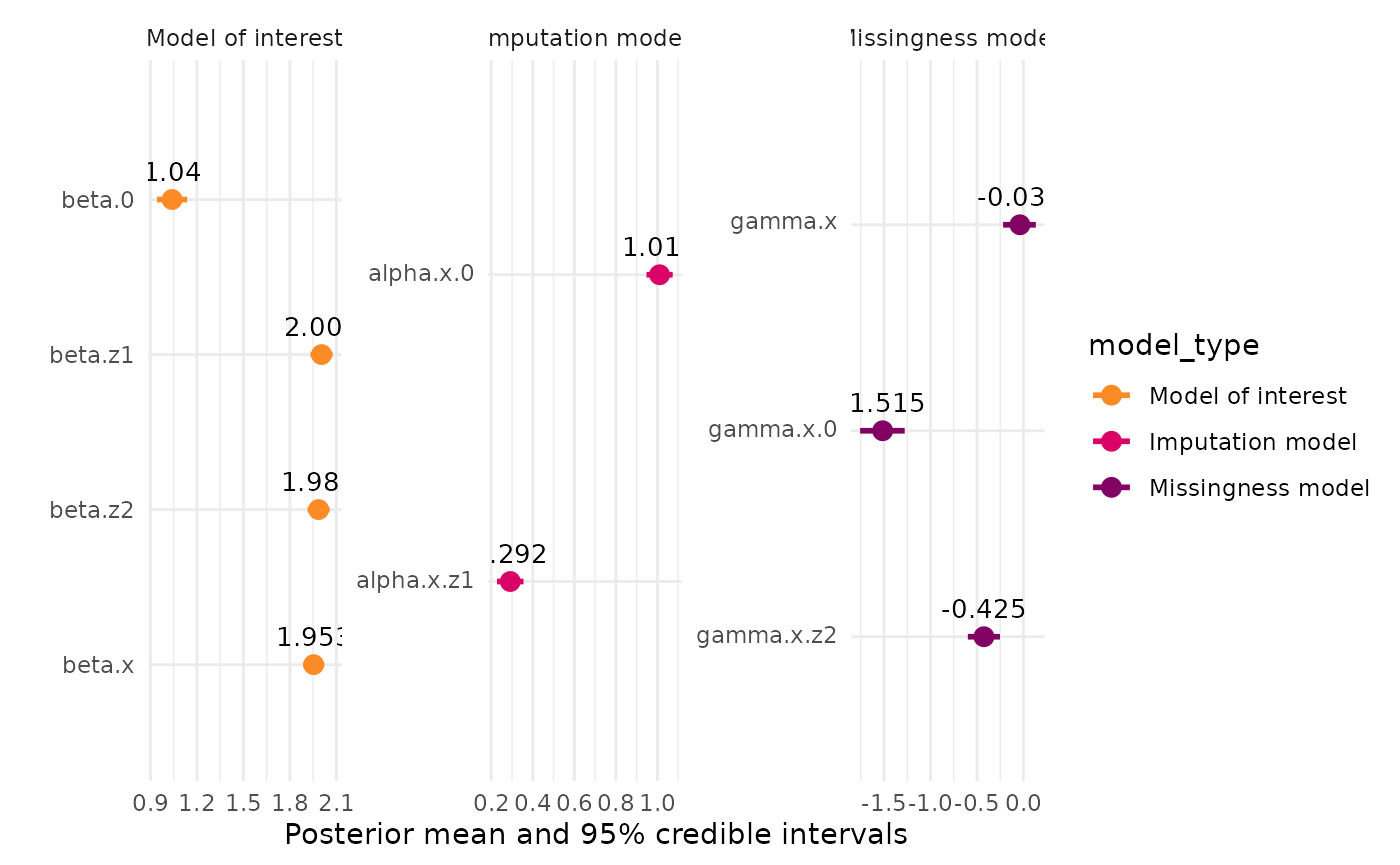 Model of interest
mputation mode
lissingness mode
1.04
beta.0
2.00
beta.z1
1.98
beta.z2
1.953
beta.x
1.01
alpha.x.0
.292
alpha.x.z1
-0.03
gamma.x
1.515
gamma.x.0
-0.425
gamma.x.z2
0.9 1.2 1.5 1.8 2.1
0.2 0.4 0.6 0.8 1.0
-1.5 -1.0 -0.5 0.0
Posterior mean and 95% credible intervals
model_type
Model of interest
Imputation model
Missingness model